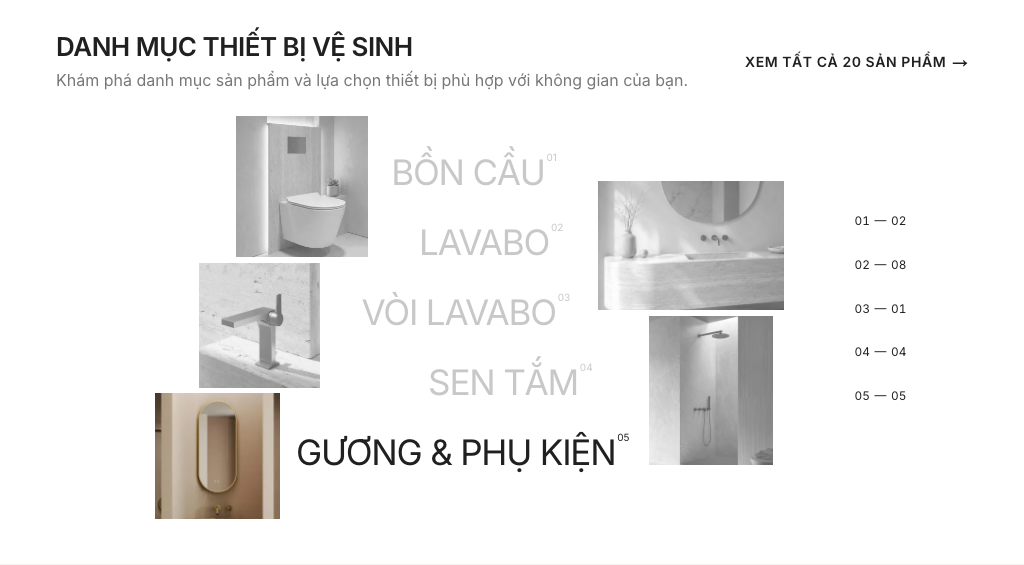 DANH MỤC THIẾT BỊ VỆ SINH
Khám phá danh mục sản phẩm và lựa chọn thiết bị phù hợp với không gian của bạn.
XEM TẤT CẢ 20 SẢN PHẨM →
BỒN CẦU 01
LAVABO 02
VÒI LAVABO 03
SEN TẮM 04
GƯƠNG & PHỤ KIỆN 05
01 — 02
02 — 08
03 — 01
04 — 04
05 — 05